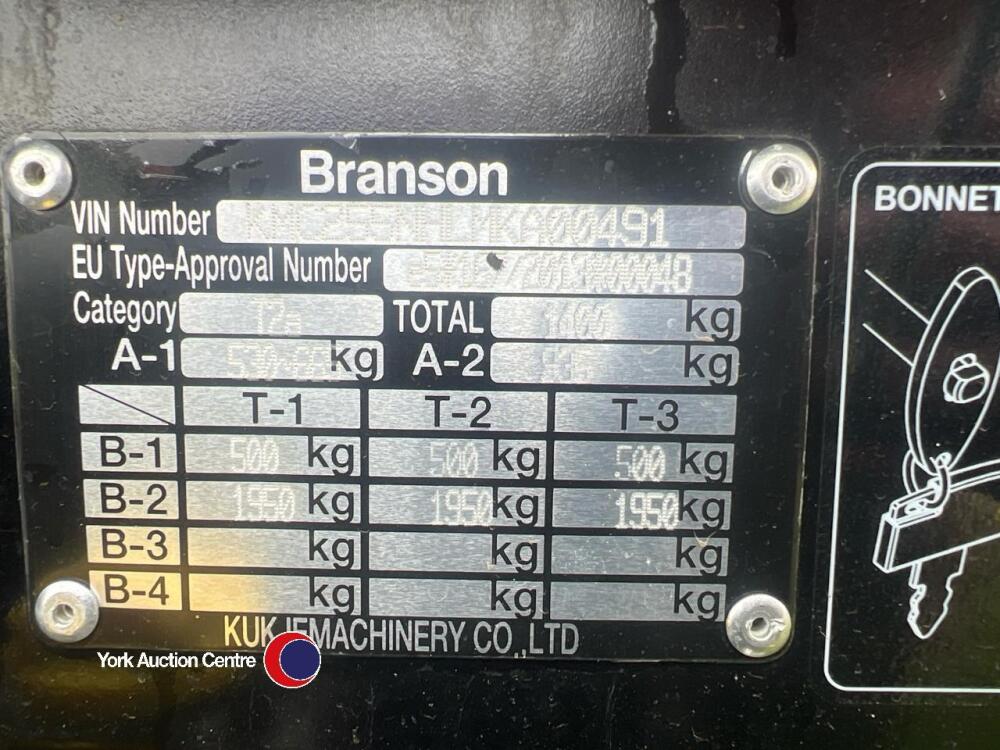 Branson
VIN Number
EU Type-Approval Number
Category T2a TOTAL 1400 kg
A-1 kg A-2 kg
T-1 T-2 T-3
B-1 500 kg 500 kg 500 kg
B-2 1950 kg 1950 kg 1950 kg
B-3 kg kg kg
B-4 kg kg kg
KUKJEMACHINERY CO.,LTD
BONNET
York Auction Centre